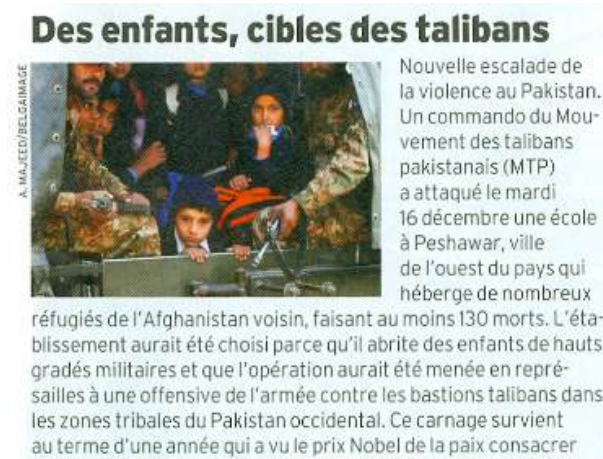 Des enfants, cibles des talibans
A. MAJEED/BELGAIMAGE
Nouvelle escalade de
la violence au Pakistan.
Un commando du Mou-
vement des talibans
pakistanais (MTP)
a attaqué le mardi
16 décembre une école
à Peshawar, ville
de l'ouest du pays qui
héberge de nombreux
réfugiés de l'Afghanistan voisin, faisant au moins 130 morts. L'éta-
blissement aurait été choisi parce qu'il abrite des enfants de hauts
gradés militaires et que l'opération aurait été menée en repré-
sailles à une offensive de l'armée contre les bastions talibans dans
les zones tribales du Pakistan occidental. Ce carnage survient
au terme d'une année qui a vu le prix Nobel de la paix consacrer